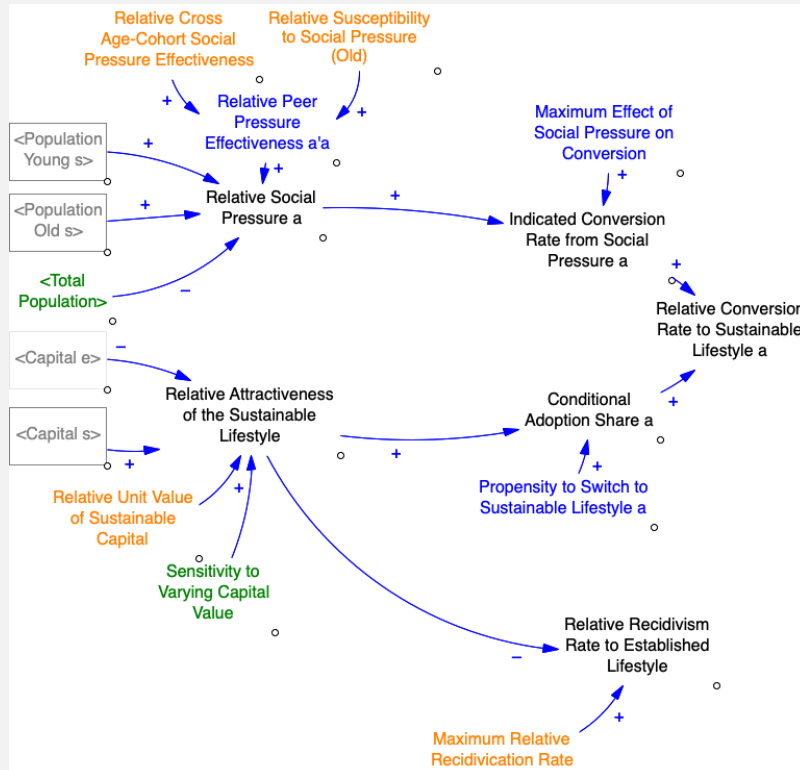 Relative Cross
Age-Cohort Social
Pressure Effectiveness
Relative Susceptibility
to Social Pressure
(Old)
+
+
Relative Peer
Pressure
Effectiveness a'a
Maximum Effect of
Social Pressure on
Conversion
<Population
Young s>
+
+
+
Relative Social
Pressure a
+
<Population
Old s>
+
Indicated Conversion
Rate from Social
Pressure a
<Total
Population>
–
+
Relative Conversion
Rate to Sustainable
Lifestyle a
<Capital e>
–
Relative Attractiveness
of the Sustainable
Lifestyle
Conditional
Adoption Share a
+
<Capital s>
+
+
+
Relative Unit Value
of Sustainable
Capital
+
Propensity to Switch to
Sustainable Lifestyle a
Sensitivity to
Varying Capital
Value
Relative Recidivism
Rate to Established
Lifestyle
–
+
Maximum Relative
Recidivication Rate